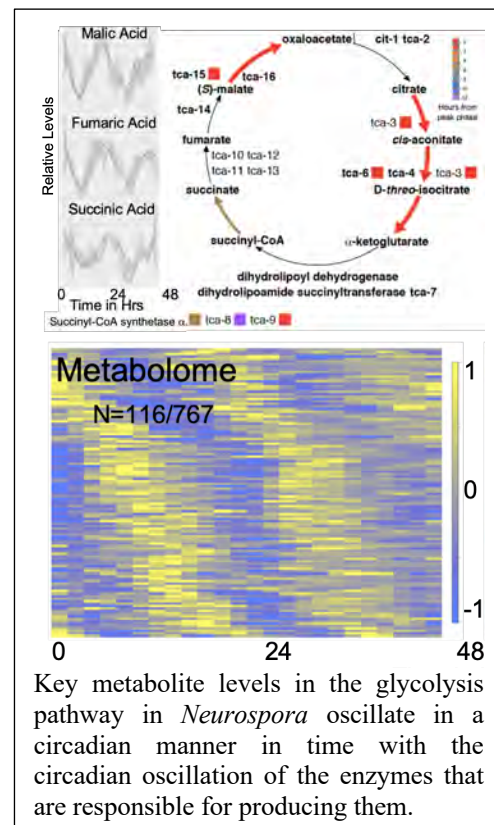 Malic Acid
Fumaric Acid
Succinic Acid
Relative Levels
0 24 48
Time in Hrs
oxaloacetate
cit-1 tca-2
tca-15
tca-16
(S)-malate
citrate
tca-14
tca-3
fumarate
cis-aconitate
tca-10 tca-12
tca-11 tca-13
tca-6 tca-4 tca-3
succinate
D-threo-isocitrate
succinyl-CoA
α-ketoglutarate
dihydrolipoyl dehydrogenase
dihydrolipoamide succinyltransferase tca-7
Succinyl-CoA synthetase α. tca-8 tca-9
Hours from
peak phase
Metabolome
N=116/767
1
0
-1
0 24 48
Key metabolite levels in the glycolysis
pathway in Neurospora oscillate in a
circadian manner in time with the
circadian oscillation of the enzymes that
are responsible for producing them.